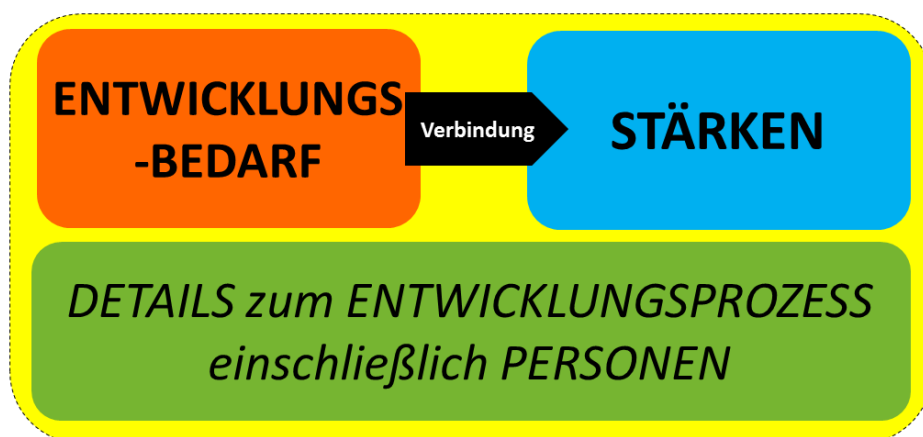 ENTWICKLUNGS
-BEDARF
Verbindung
STÄRKEN
DETAILS zum ENTWICKLUNGSPROZESS
einschließlich PERSONEN